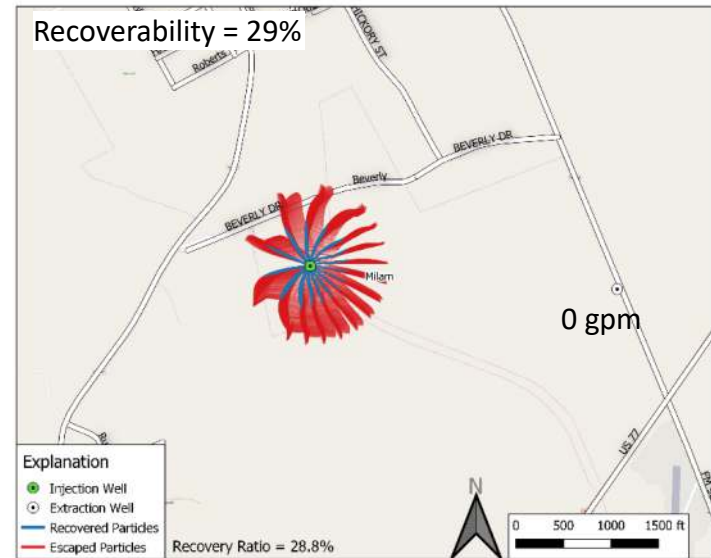 Recoverability = 29%
Roberts
HICKORY ST
BEVERLY DR
Beverly
BEVERLY DR
Milam
0 gpm
US 77
Explanation
Injection Well
Extraction Well
Recovered Particles
Escaped Particles
Recovery Ratio = 28.8%
N
0 500 1000 1500 ft